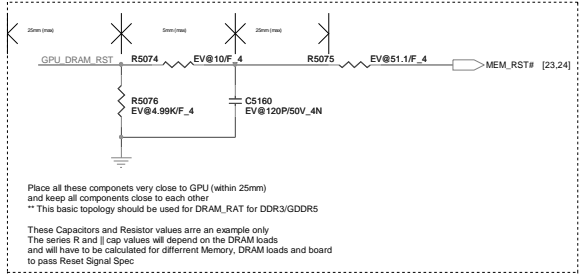 25mm (max) 5mm (max) 25mm (max)
GPU_DRAM_RST R5074 EV@10/F_4 R5075 EV@51.1/F_4 MEM_RST# [23,24]
R5076 C5160
EV@4.99K/F_4 EV@120P/50V_4N
Place all these componets very close to GPU (within 25mm)
and keep all components close to each other
** This basic topology should be used for DRAM_RAT for DDR3/GDDR5
These Capacitors and Resistor values arre an example only
The series R and || cap values will depend on the DRAM loads
and will have to be calculated for different Memory, DRAM loads and board
to pass Reset Signal Spec